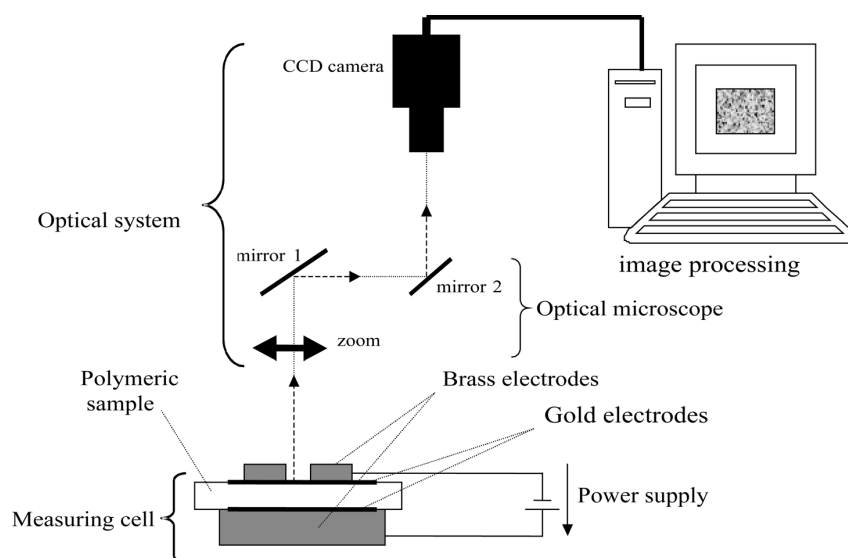 CCD camera
Optical system
mirror 1
mirror 2
image processing
Optical microscope
zoom
Polymeric
sample
Brass electrodes
Gold electrodes
Measuring cell
Power supply